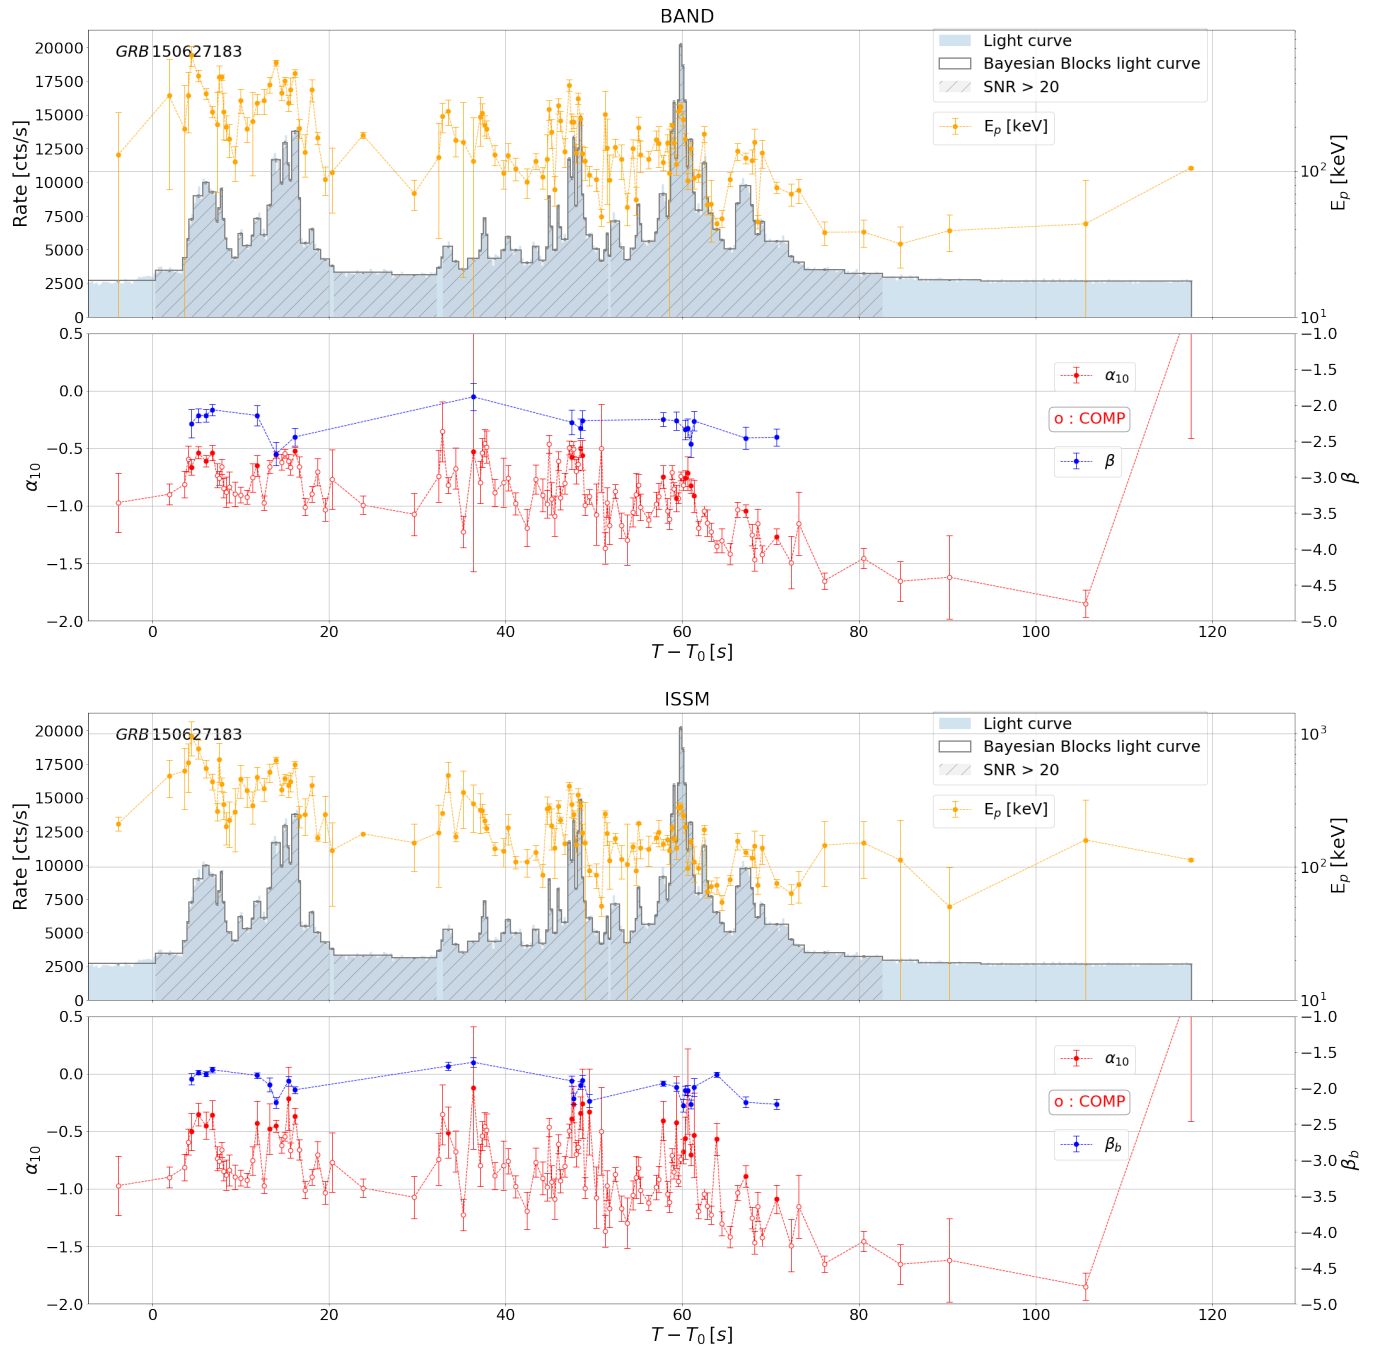 BAND
GRB 150627183
Light curve
Bayesian Blocks light curve
SNR > 20
E_p [keV]
Rate [cts/s]
20000
17500
15000
12500
10000
7500
5000
2500
0
10^2
10^1
E_p [keV]
α_10
0.5
0.0
−0.5
−1.0
−1.5
−2.0
α_10
o : COMP
β
−1.0
−1.5
−2.0
−2.5
−3.0
−3.5
−4.0
−4.5
−5.0
β
0 20 40 60 80 100 120
T − T_0 [s]
ISSM
GRB 150627183
Light curve
Bayesian Blocks light curve
SNR > 20
E_p [keV]
Rate [cts/s]
20000
17500
15000
12500
10000
7500
5000
2500
0
10^3
10^2
10^1
E_p [keV]
α_10
0.5
0.0
−0.5
−1.0
−1.5
−2.0
α_10
o : COMP
β_b
−1.0
−1.5
−2.0
−2.5
−3.0
−3.5
−4.0
−4.5
−5.0
β_b
0 20 40 60 80 100 120
T − T_0 [s]